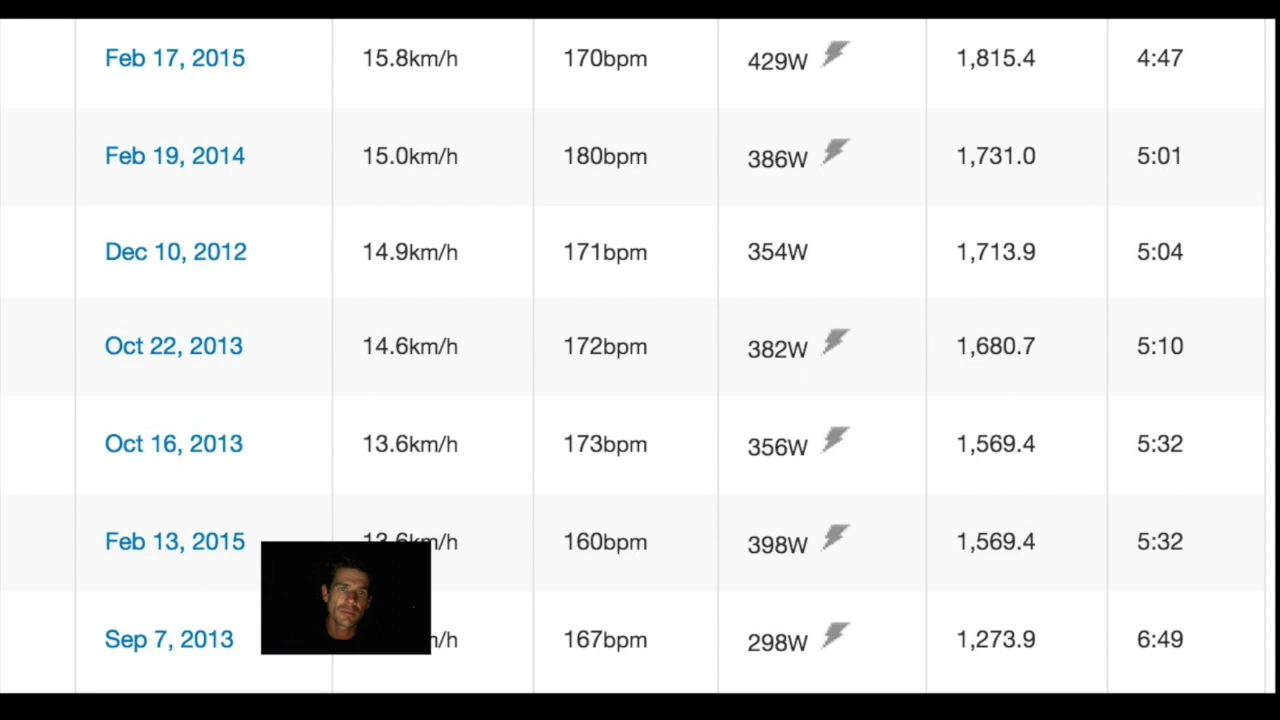 Feb 17, 2015 15.8km/h 170bpm 429W 1,815.4 4:47
Feb 19, 2014 15.0km/h 180bpm 386W 1,731.0 5:01
Dec 10, 2012 14.9km/h 171bpm 354W 1,713.9 5:04
Oct 22, 2013 14.6km/h 172bpm 382W 1,680.7 5:10
Oct 16, 2013 13.6km/h 173bpm 356W 1,569.4 5:32
Feb 13, 2015 13.6km/h 160bpm 398W 1,569.4 5:32
Sep 7, 2013 167bpm 298W 1,273.9 6:49